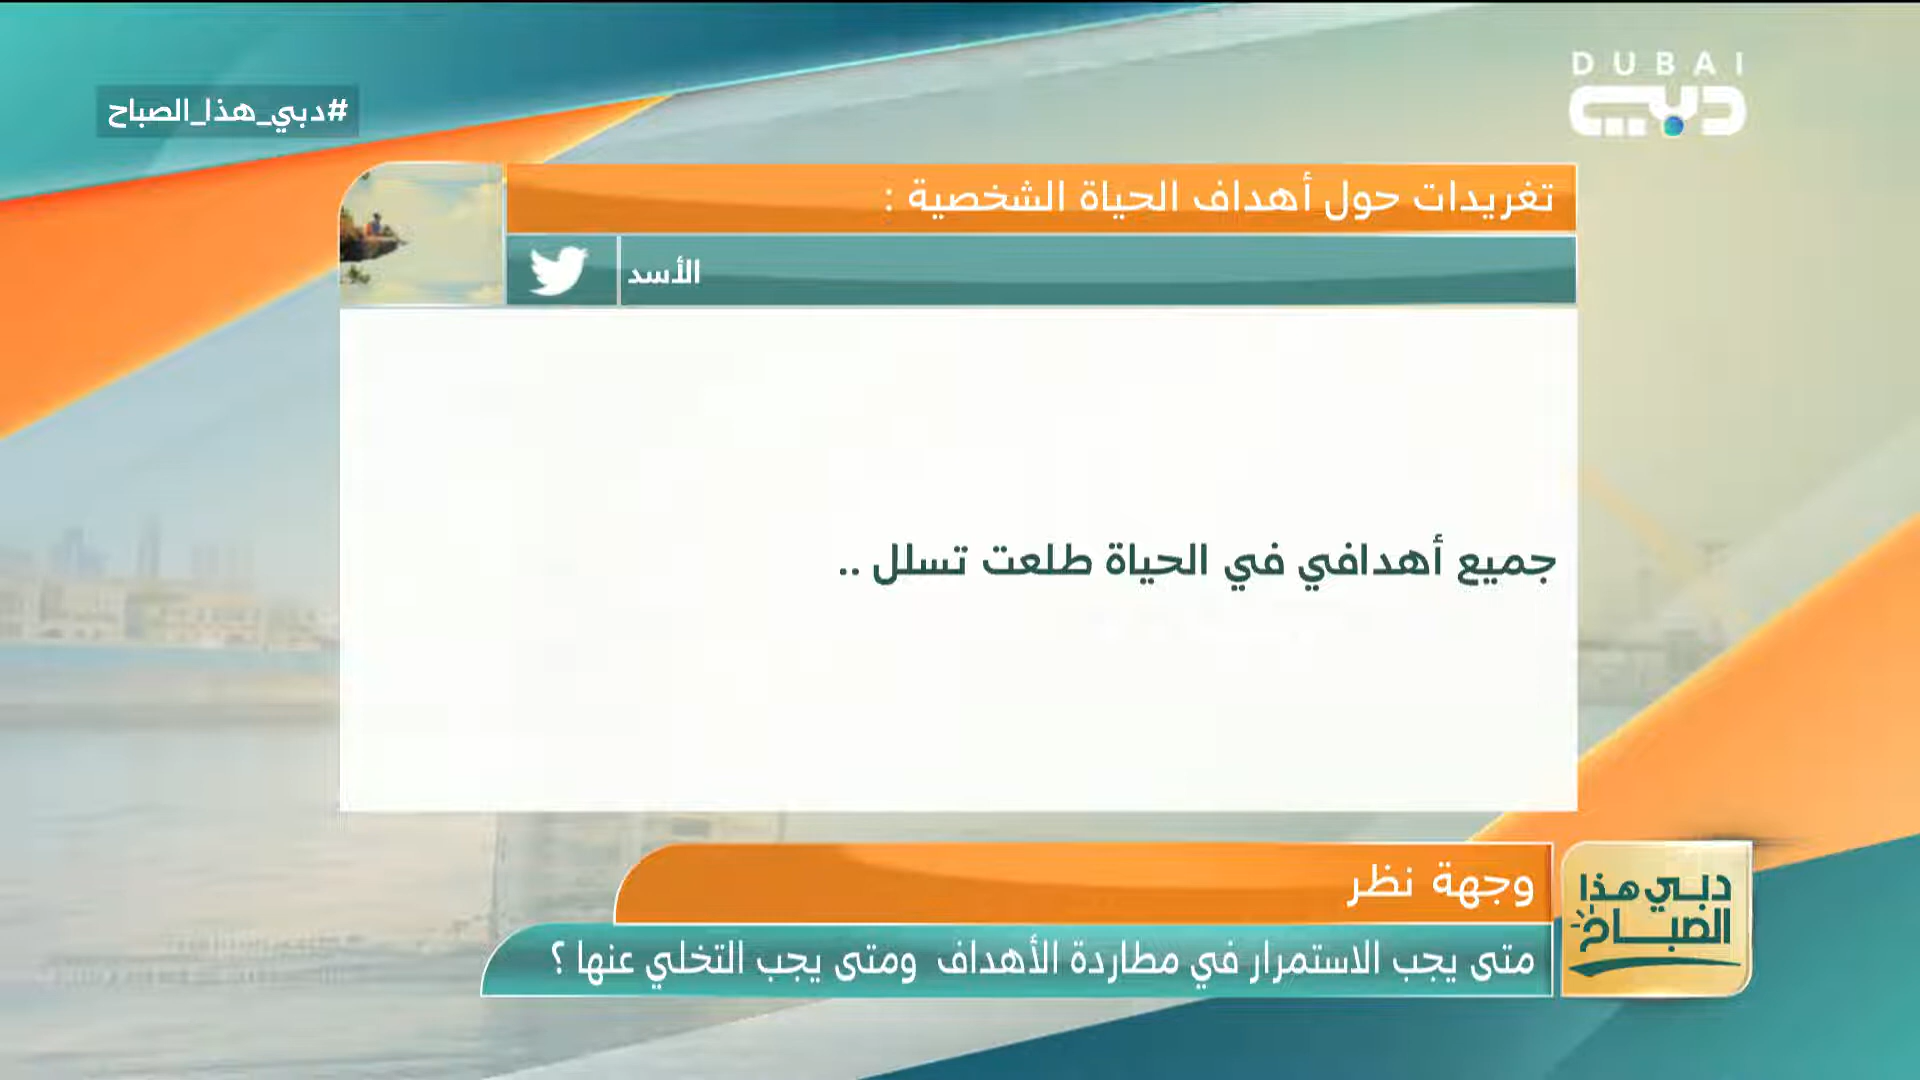 DUBAI
دبي
#دبي_هذا_الصباح
تغريدات حول أهداف الحياة الشخصية :
الأسد
جميع أهدافي في الحياة طلعت تسلل ..
وجهة نظر
متى يجب الاستمرار في مطاردة الأهداف ومتى يجب التخلي عنها ؟
دبي هذا
الصباح